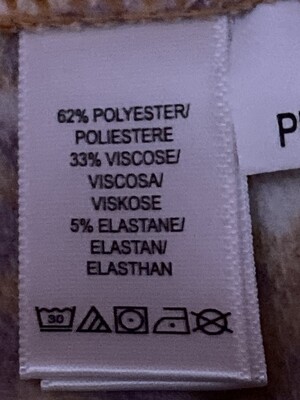 62% POLYESTER/
POLIESTERE
33% VISCOSE/
VISCOSA/
VISKOSE
5% ELASTANE/
ELASTAN/
ELASTHAN
30